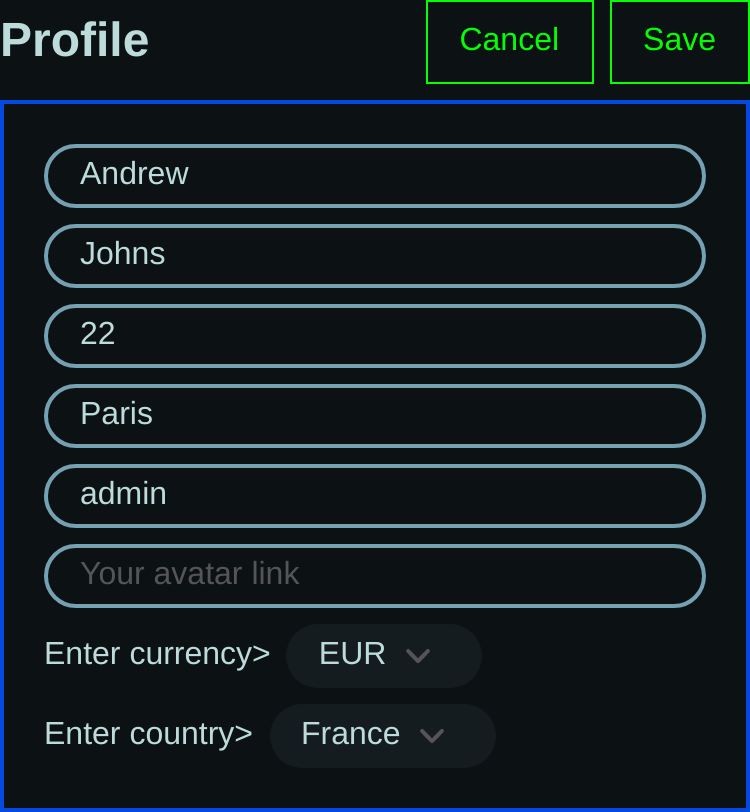 Profile Cancel Save
Andrew
Johns
22
Paris
admin
Your avatar link
Enter currency> EUR
Enter country> France